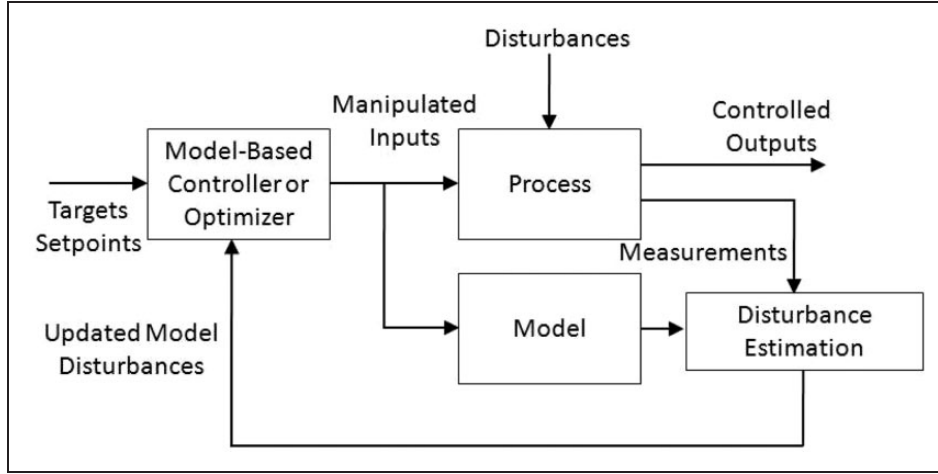 Disturbances
Manipulated
Inputs
Controlled
Outputs
Model-Based
Controller or
Optimizer
Process
Targets
Setpoints
Measurements
Model
Disturbance
Estimation
Updated Model
Disturbances